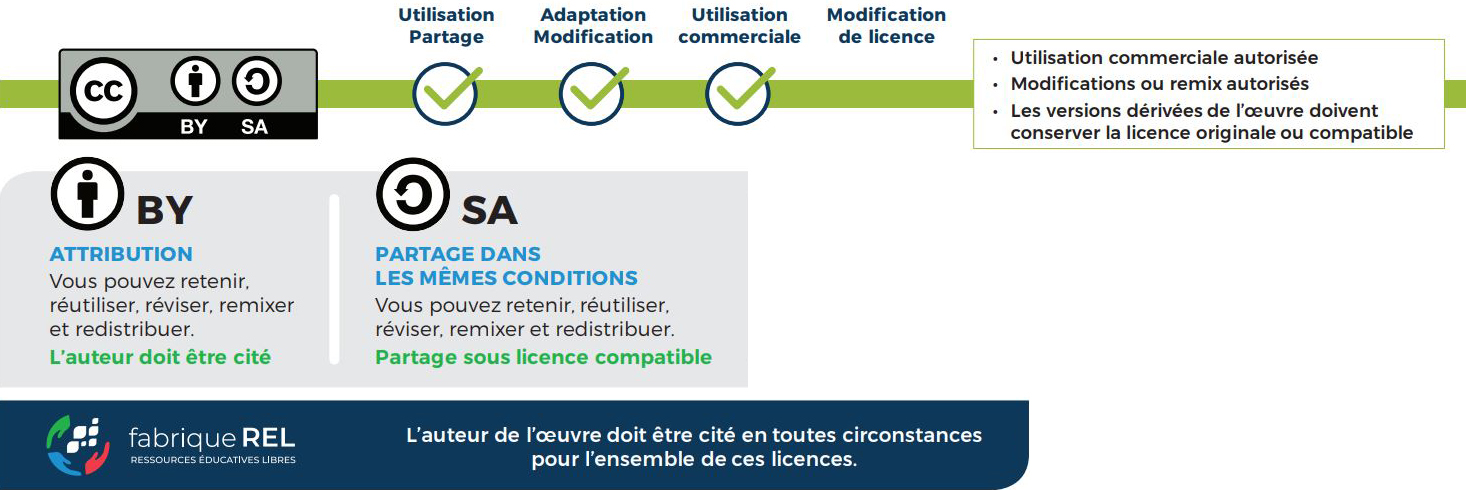 Utilisation
Partage
Adaptation
Modification
Utilisation
commerciale
Modification
de licence
cc
BY SA
• Utilisation commerciale autorisée
• Modifications ou remix autorisés
• Les versions dérivées de l'œuvre doivent
conserver la licence originale ou compatible
BY
ATTRIBUTION
Vous pouvez retenir,
réutiliser, réviser, remixer
et redistribuer.
L'auteur doit être cité
SA
PARTAGE DANS
LES MÊMES CONDITIONS
Vous pouvez retenir, réutiliser,
réviser, remixer et redistribuer.
Partage sous licence compatible
fabrique REL
RESSOURCES ÉDUCATIVES LIBRES
L'auteur de l'œuvre doit être cité en toutes circonstances
pour l'ensemble de ces licences.